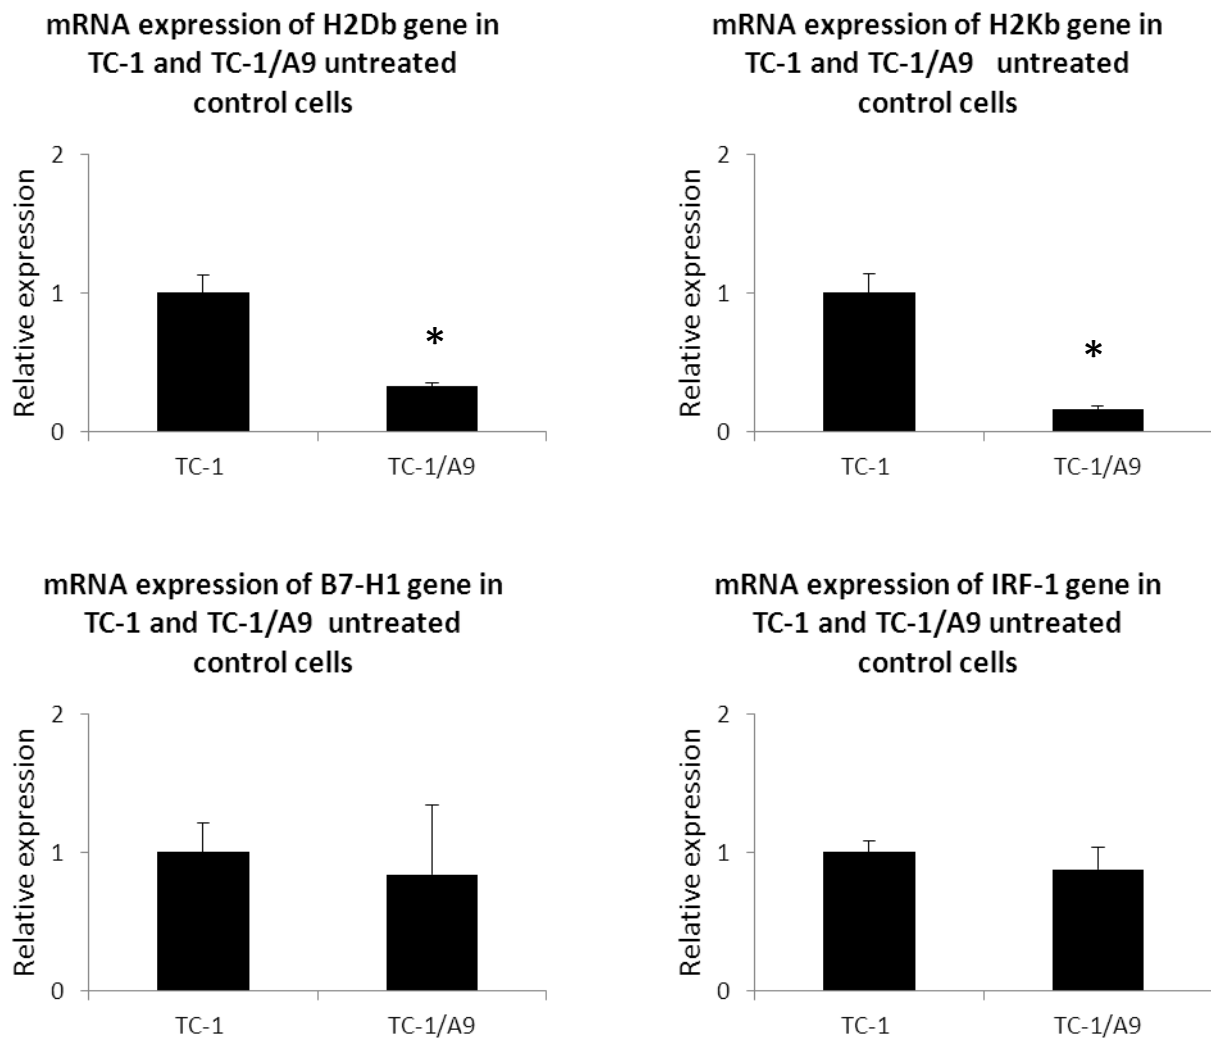 mRNA expression of H2Db gene in
TC-1 and TC-1/A9 untreated
control cells
2
1
0
Relative expression
*
TC-1
TC-1/A9
mRNA expression of H2Kb gene in
TC-1 and TC-1/A9 untreated
control cells
2
1
0
Relative expression
*
TC-1
TC-1/A9
mRNA expression of B7-H1 gene in
TC-1 and TC-1/A9 untreated
control cells
2
1
0
Relative expression
TC-1
TC-1/A9
mRNA expression of IRF-1 gene in
TC-1 and TC-1/A9 untreated
control cells
2
1
0
Relative expression
TC-1
TC-1/A9